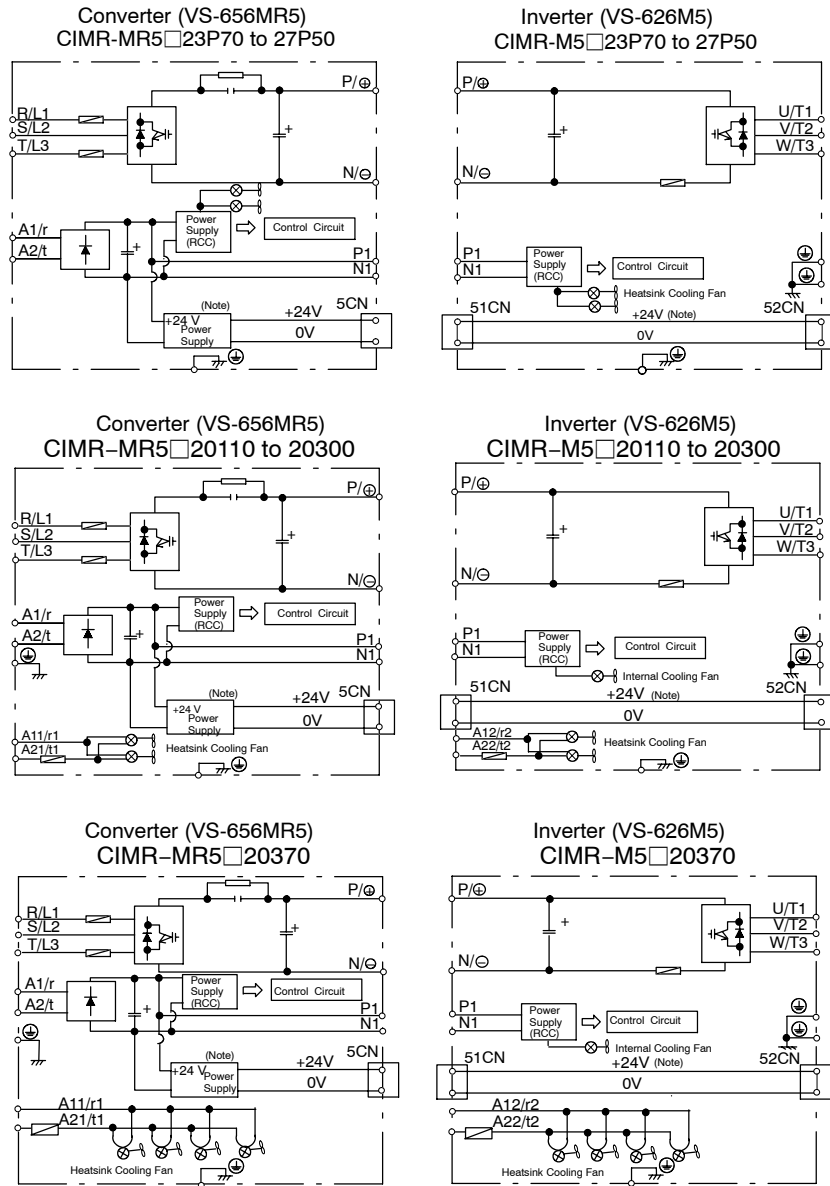 Converter (VS-656MR5)
CIMR-MR5□23P70 to 27P50
P/⊕
R/L1
S/L2
T/L3
+
N/⊖
A1/r
A2/t
+
Power
Supply
(RCC)
Control Circuit
P1
N1
(Note)
+24 V
Power
Supply
+24V
0V
5CN
Inverter (VS-626M5)
CIMR-M5□23P70 to 27P50
P/⊕
+
U/T1
V/T2
W/T3
N/⊖
P1
N1
Power
Supply
(RCC)
Control Circuit
Heatsink Cooling Fan
51CN
+24V (Note)
52CN
0V
Converter (VS-656MR5)
CIMR−MR5□20110 to 20300
P/⊕
R/L1
S/L2
T/L3
+
N/⊖
A1/r
A2/t
+
Power
Supply
(RCC)
Control Circuit
P1
N1
(Note)
+24 V
Power
Supply
+24V
0V
5CN
A11/r1
A21/t1
Heatsink Cooling Fan
Inverter (VS-626M5)
CIMR−M5□20110 to 20300
P/⊕
+
U/T1
V/T2
W/T3
N/⊖
P1
N1
Power
Supply
(RCC)
Control Circuit
Internal Cooling Fan
51CN
+24V (Note)
52CN
0V
A12/r2
A22/t2
Heatsink Cooling Fan
Converter (VS-656MR5)
CIMR−MR5□20370
P/⊕
R/L1
S/L2
T/L3
+
N/⊖
A1/r
A2/t
+
Power
Supply
(RCC)
Control Circuit
P1
N1
(Note)
+24 V
Power
Supply
+24V
0V
5CN
A11/r1
A21/t1
Heatsink Cooling Fan
Inverter (VS-626M5)
CIMR−M5□20370
P/⊕
+
U/T1
V/T2
W/T3
N/⊖
P1
N1
Power
Supply
(RCC)
Control Circuit
Internal Cooling Fan
51CN
+24V (Note)
52CN
0V
A12/r2
A22/t2
Heatsink Cooling Fan